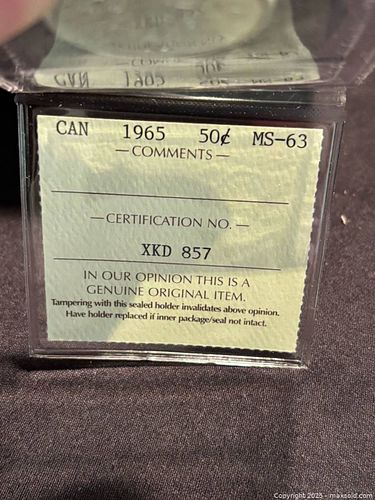 CAN 1965 50¢ MS-63
— COMMENTS —
— CERTIFICATION NO. —
XKD 857
IN OUR OPINION THIS IS A
GENUINE ORIGINAL ITEM.
Tampering with this sealed holder invalidates above opinion.
Have holder replaced if inner package/seal not intact.
Copyright 2025 - maxsold.com